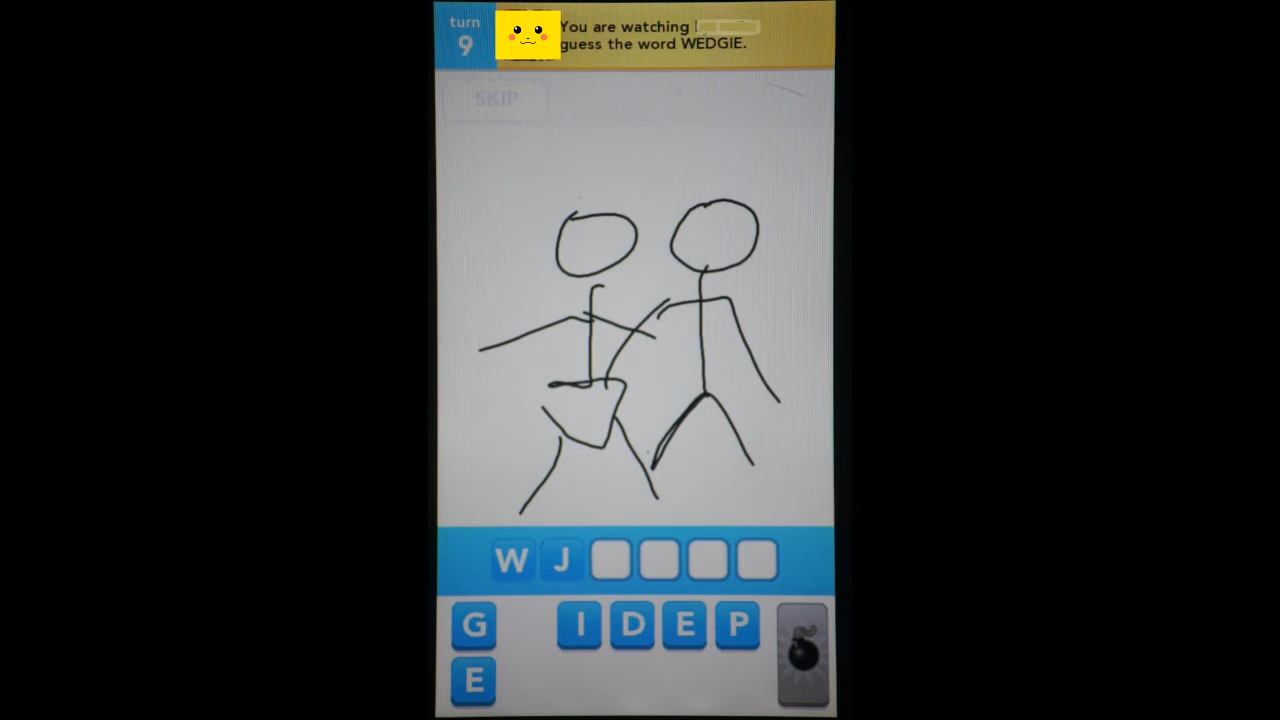 turn
9
You are watching
guess the word WEDGIE.
SKIP
W J
G I D E P
E